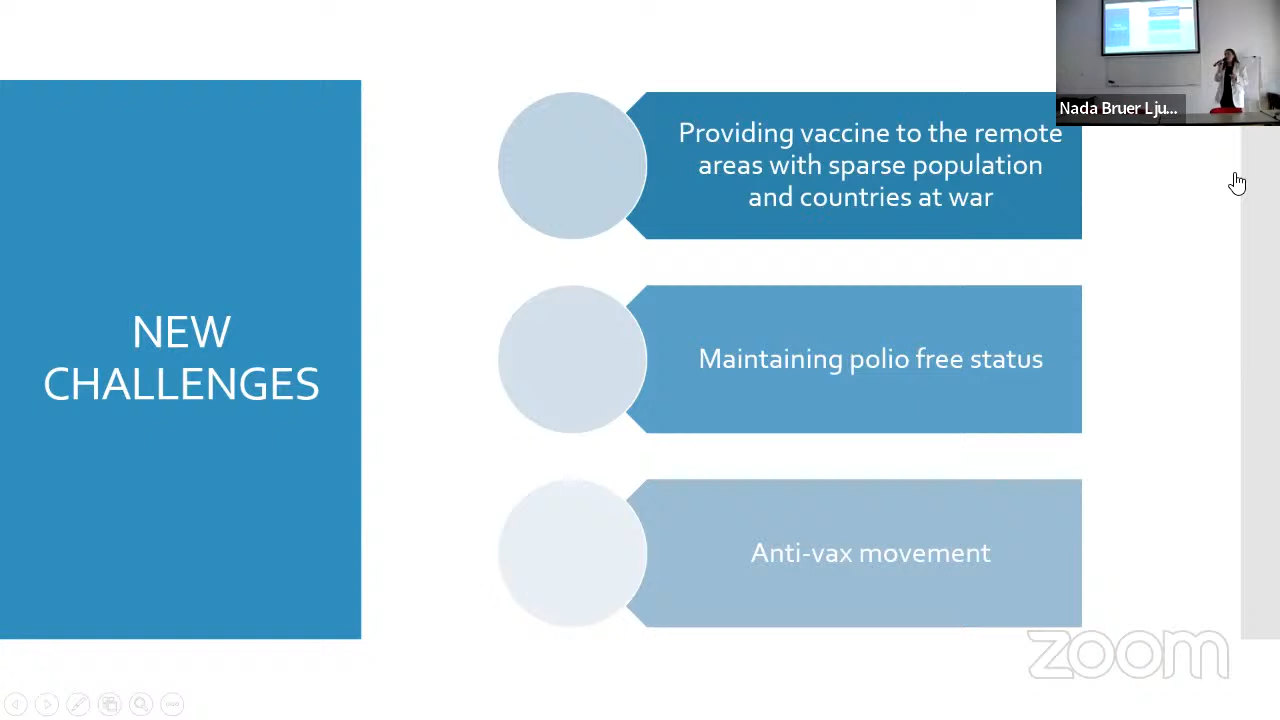 Nada Bruer Lju...
Providing vaccine to the remote
areas with sparse population
and countries at war
NEW
CHALLENGES
Maintaining polio free status
Anti-vax movement
zoom